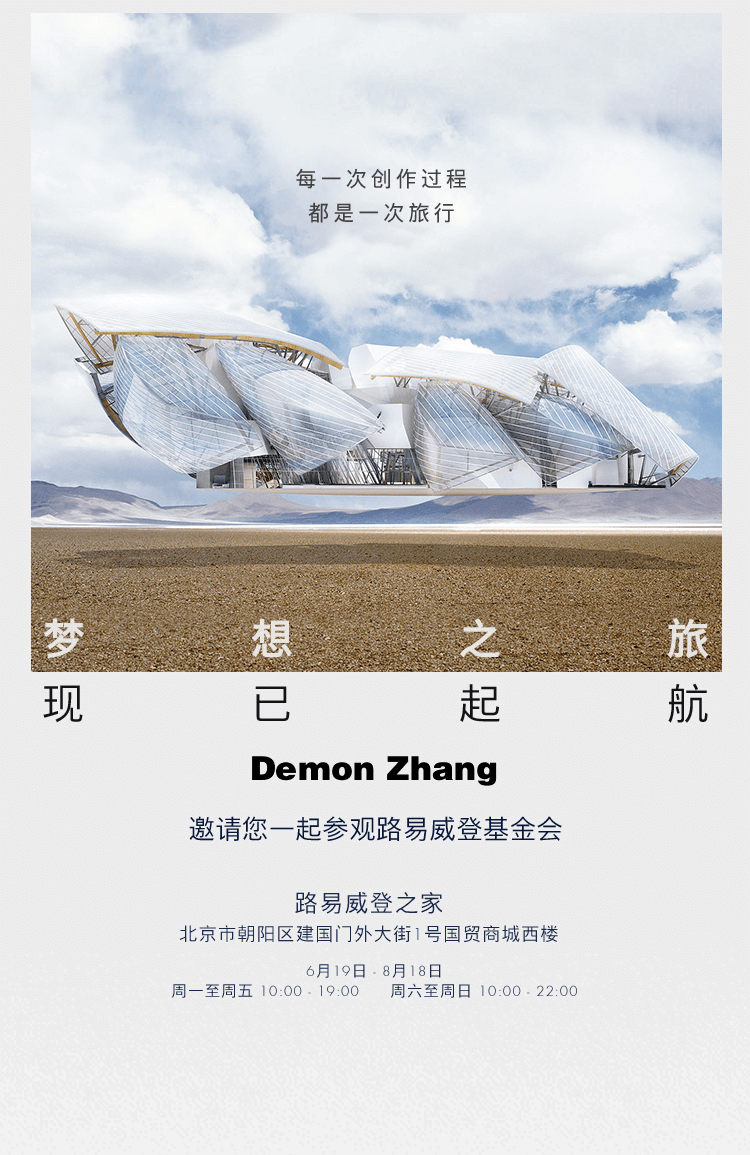 每一次创作过程
都是一次旅行
梦想之旅
现已起航
Demon Zhang
邀请您一起参观路易威登基金会
路易威登之家
北京市朝阳区建国门外大街1号国贸商城西楼
6月19日 - 8月18日
周一至周五 10:00 - 19:00 周六至周日 10:00 - 22:00